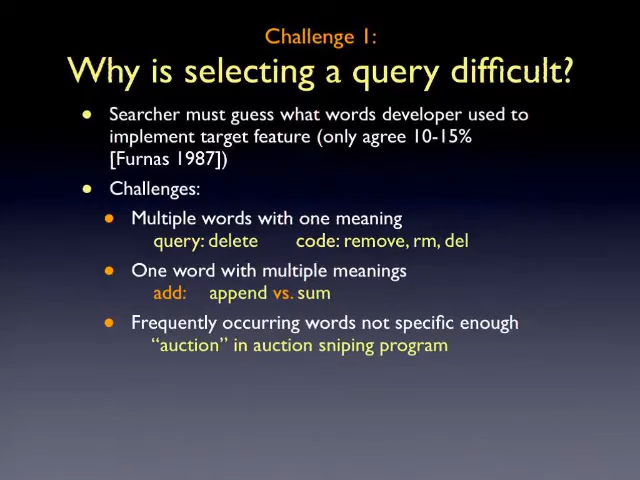 Challenge 1:
Why is selecting a query difficult?
• Searcher must guess what words developer used to
implement target feature (only agree 10-15%
[Furnas 1987])
• Challenges:
• Multiple words with one meaning
query: delete code: remove, rm, del
• One word with multiple meanings
add: append vs. sum
• Frequently occurring words not specific enough
“auction” in auction sniping program